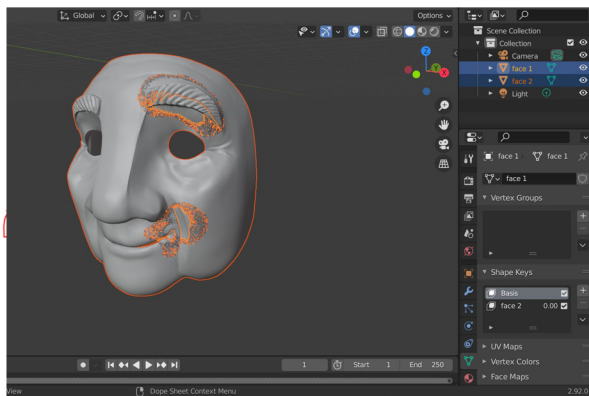 Global
Options
Scene Collection
Collection
Camera
face 1
face 2
Light
Z
Y
X
face 1 face 1
face 1
Vertex Groups
Shape Keys
Basis
face 2 0.00
UV Maps
Vertex Colors
Face Maps
1 Start 1 End 250
View Dope Sheet Context Menu 2.92.0